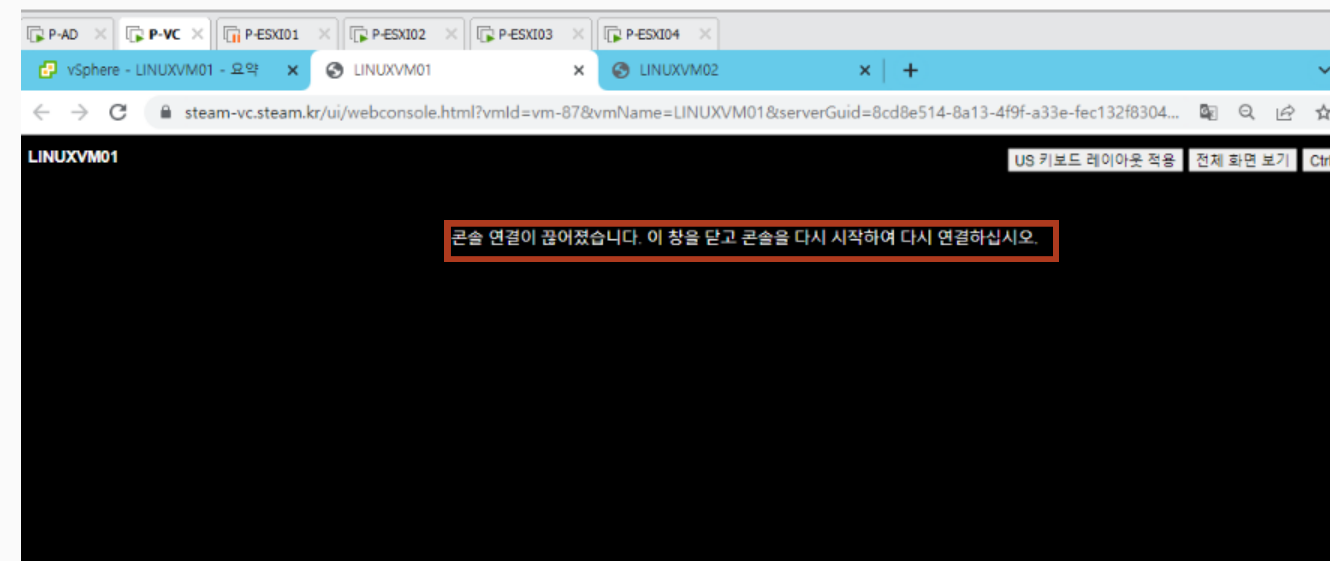 P-AD P-VC P-ESXI01 P-ESXI02 P-ESXI03 P-ESXI04
vSphere - LINUXVM01 - 요약 LINUXVM01 LINUXVM02
steam-vc.steam.kr/ui/webconsole.html?vmId=vm-87&vmName=LINUXVM01&serverGuid=8cd8e514-8a13-4f9f-a33e-fec132f8304...
LINUXVM01 US 키보드 레이아웃 적용 전체 화면 보기 Ctrl
콘솔 연결이 끊어졌습니다. 이 창을 닫고 콘솔을 다시 시작하여 다시 연결하십시오.